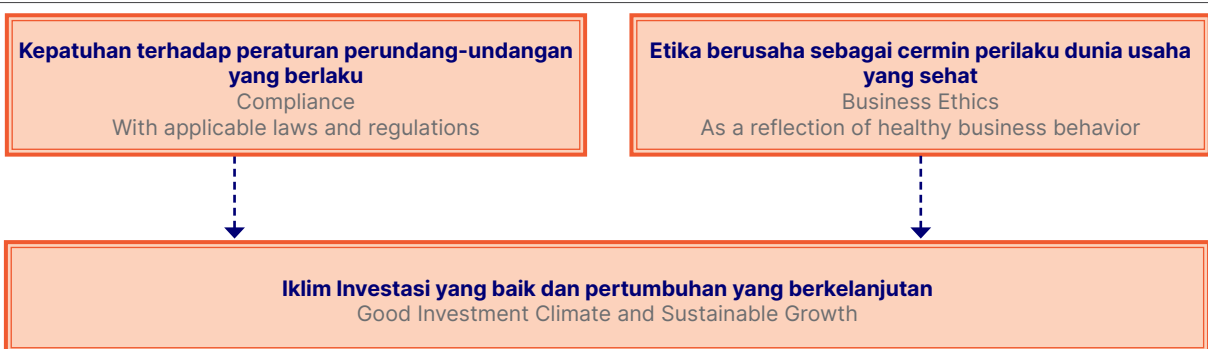 Kepatuhan terhadap peraturan perundang-undangan
yang berlaku
Compliance
With applicable laws and regulations
Etika berusaha sebagai cermin perilaku dunia usaha
yang sehat
Business Ethics
As a reflection of healthy business behavior
Iklim Investasi yang baik dan pertumbuhan yang berkelanjutan
Good Investment Climate and Sustainable Growth